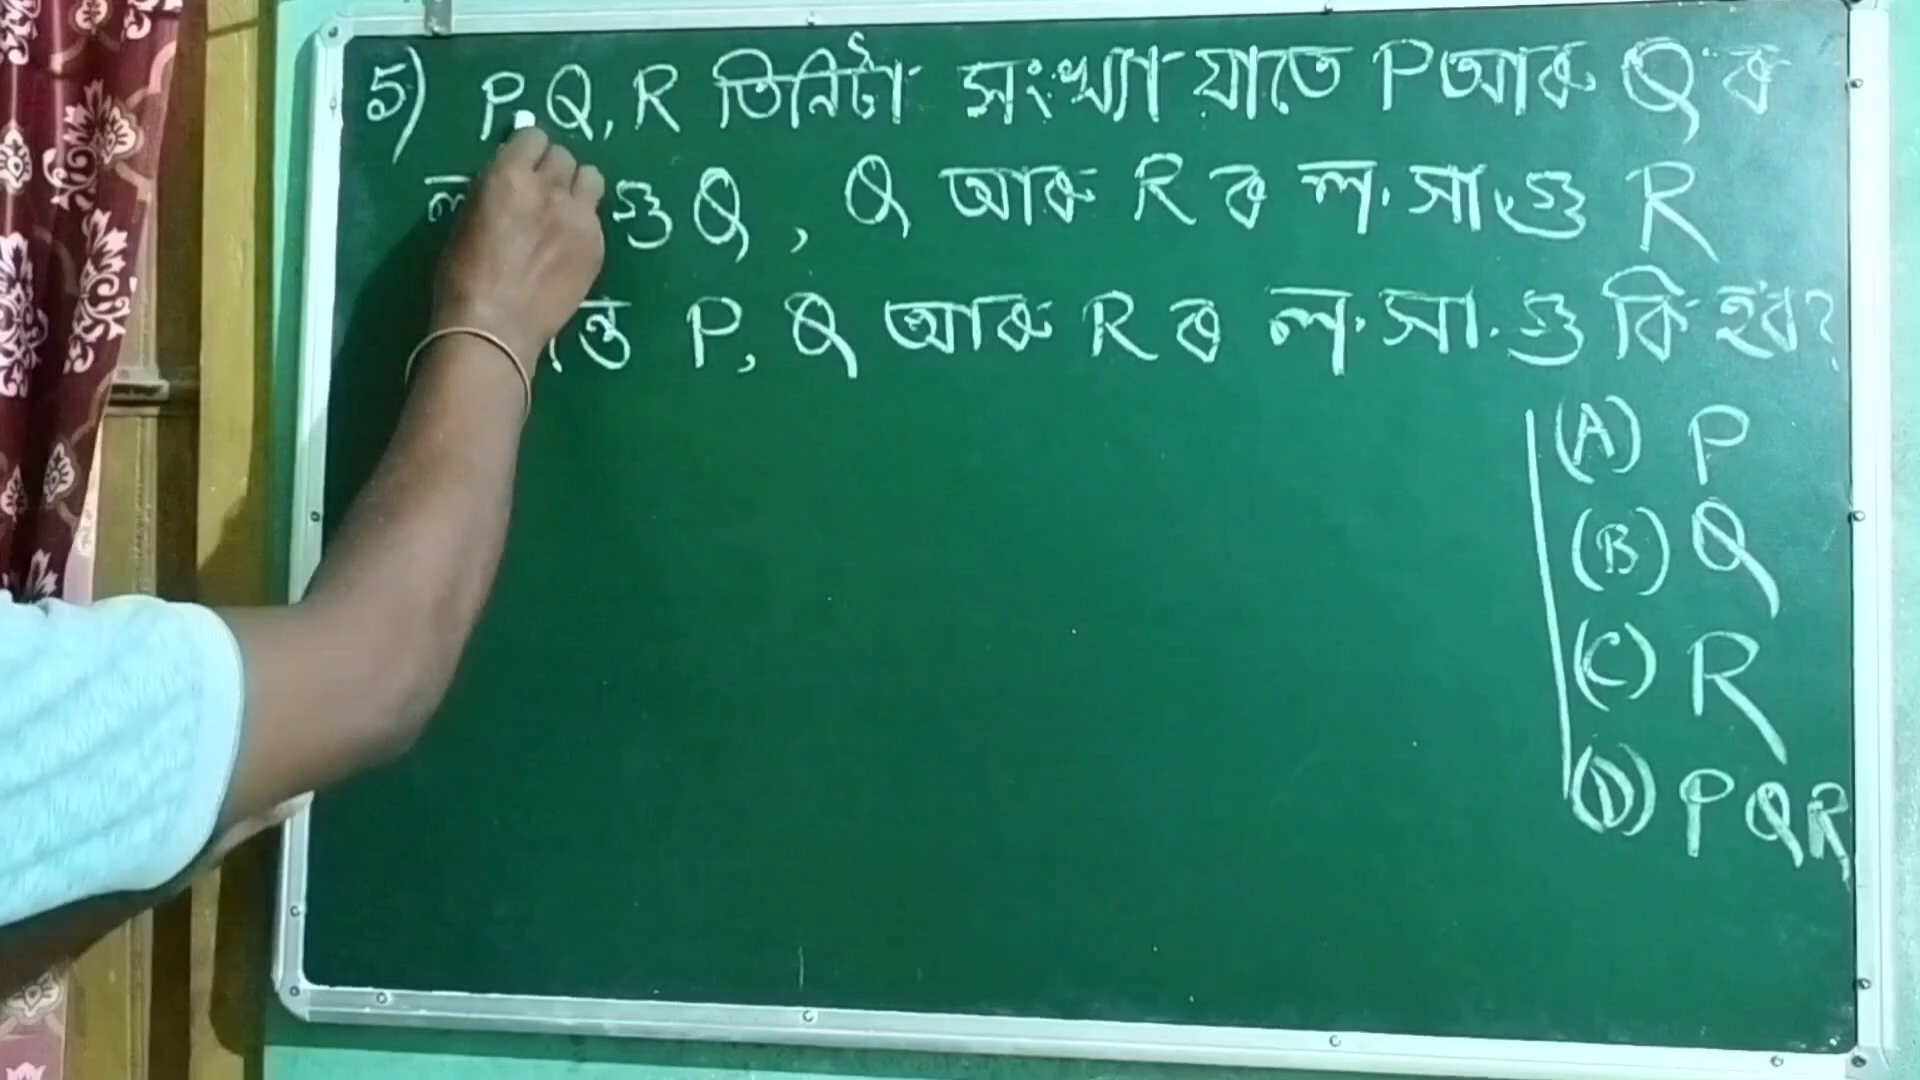 5) P, Q, R তিনিটা সংখ্যা যাতে P আৰু Q ৰ
গু Q , Q আৰু R ৰ ল.সা.গু R
P, Q আৰু R ৰ ল.সা.গু কি হ'ব?
(A) P
(B) Q
(C) R
(D) PQR